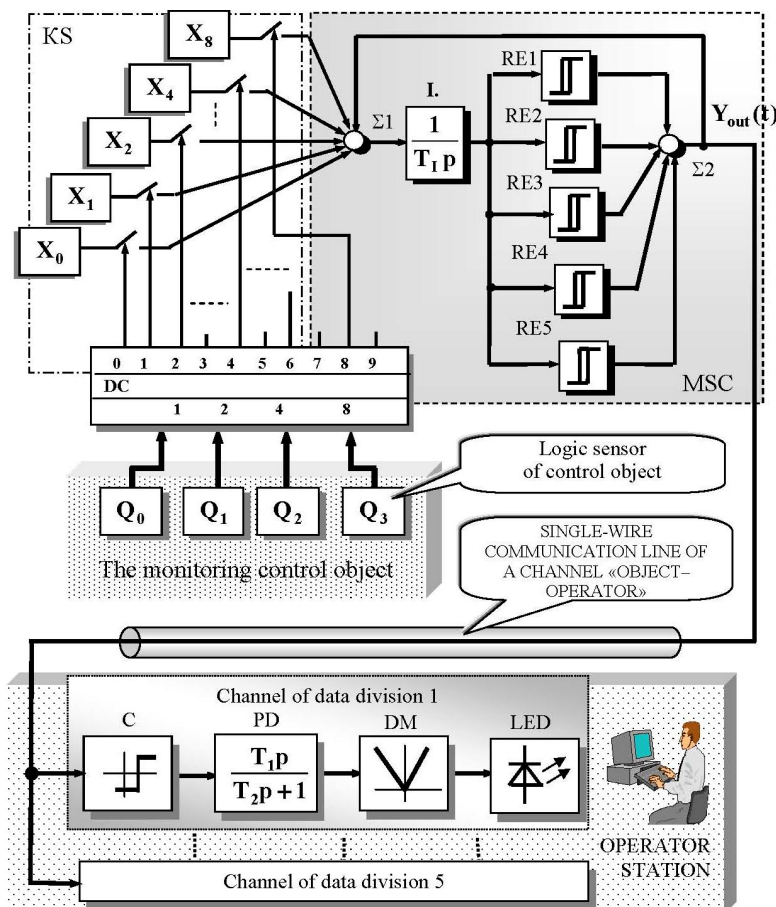 KS
X₈
X₄
X₂
X₁
X₀
Σ1
I.
1
T_I p
RE1
RE2
RE3
RE4
RE5
Σ2
Y_out (t)
MSC
0 1 2 3 4 5 6 7 8 9
DC
1 2 4 8
Q₀ Q₁ Q₂ Q₃
The monitoring control object
Logic sensor
of control object
SINGLE-WIRE
COMMUNICATION LINE OF
A CHANNEL «OBJECT–
OPERATOR»
Channel of data division 1
C PD DM LED
T₁p
T₂p + 1
OPERATOR
STATION
Channel of data division 5